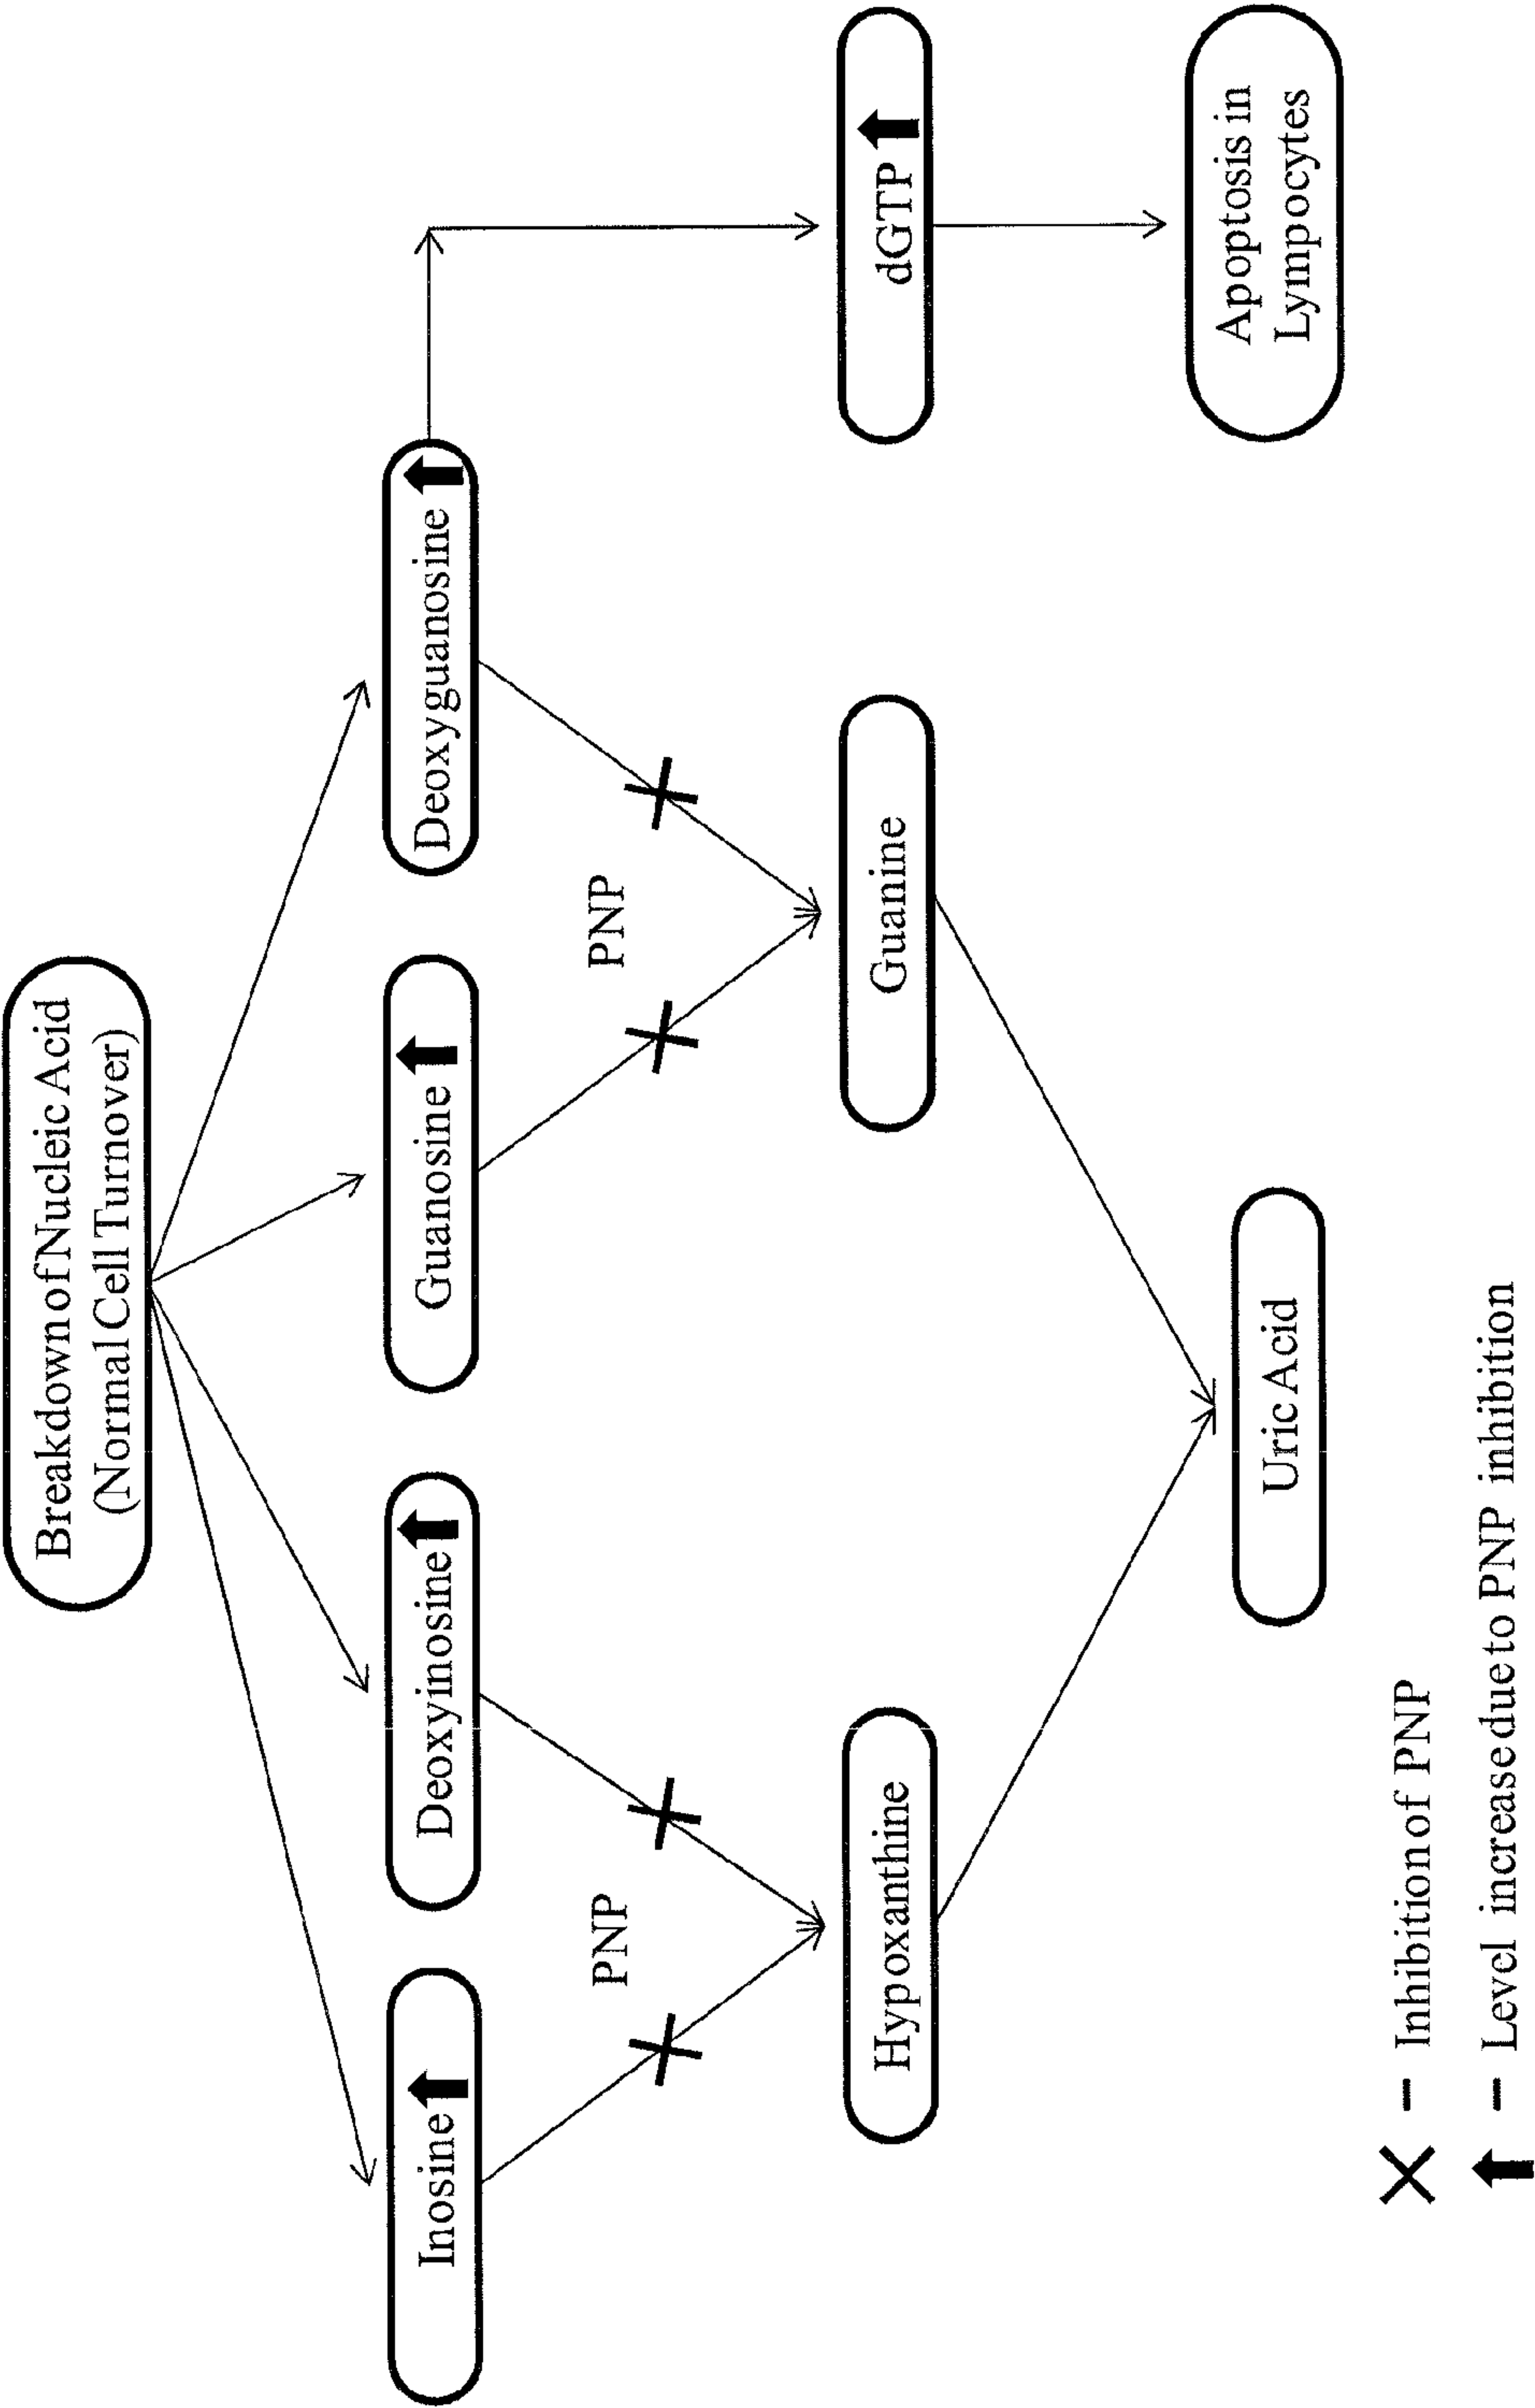 Breakdown of Nucleic Acid
(Normal Cell Turnover)
Inosine
Deoxyinosine
Guanosine
Deoxyguanosine
PNP
PNP
Hypoxanthine
Guanine
dGTP
Uric Acid
Apoptosis in
Lympocytes
– Inhibition of PNP
– Level increase due to PNP inhibition